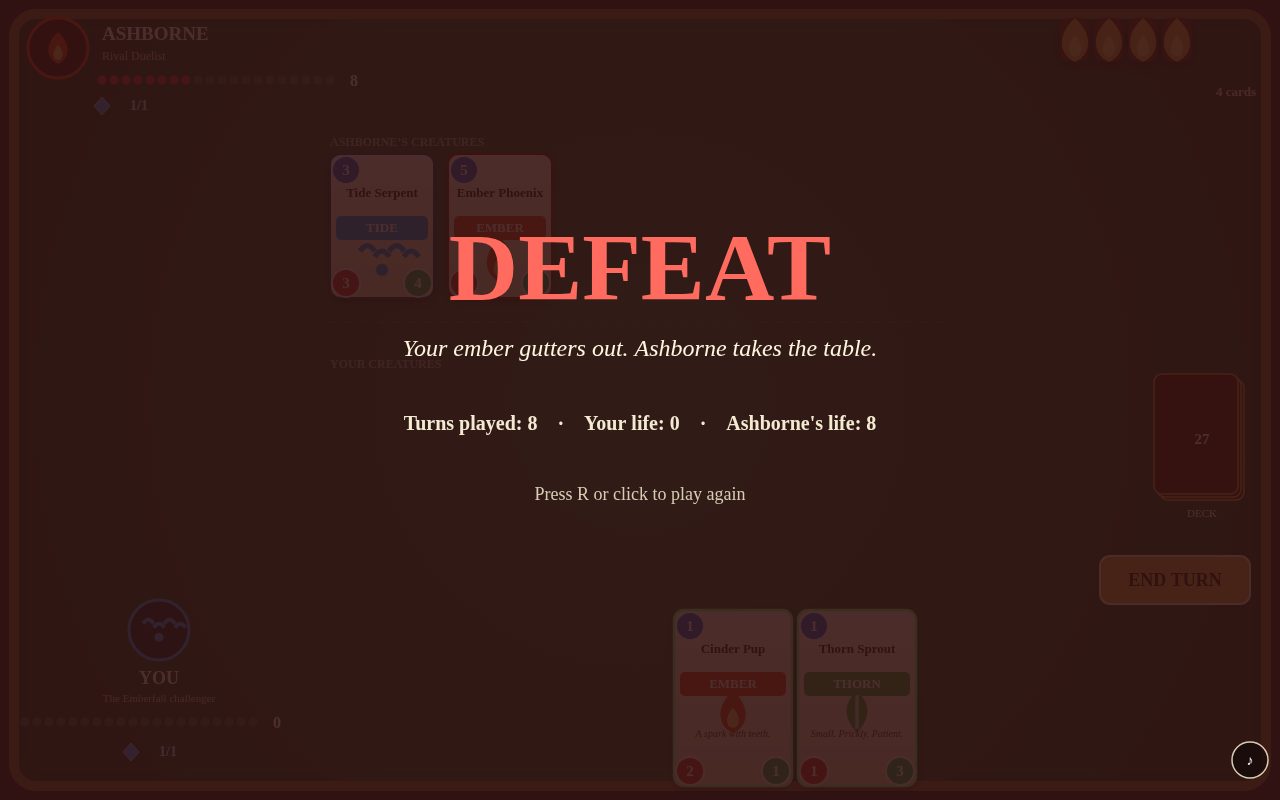 ASHBORNE
Rival Duelist
8
1/1
4 cards
ASHBORNE'S CREATURES
3
Tide Serpent
TIDE
3
4
5
Ember Phoenix
EMBER
DEFEAT
Your ember gutters out. Ashborne takes the table.
YOUR CREATURES
Turns played: 8 · Your life: 0 · Ashborne's life: 8
Press R or click to play again
27
DECK
END TURN
YOU
The Emberfall challenger
0
1/1
1
Cinder Pup
EMBER
A spark with teeth.
2
1
1
Thorn Sprout
THORN
Small. Prickly. Patient.
1
3
♪